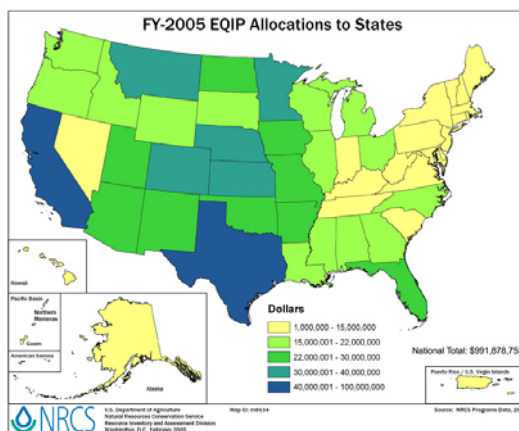 FY-2005 EQIP Allocations to States
Hawaii
Pacific Basin
Northern
Marianas
Guam
American Samoa
Alaska
Dollars
1,000,000 - 15,000,000
15,000,001 - 22,000,000
22,000,001 - 30,000,000
30,000,001 - 40,000,000
40,000,001 - 100,000,000
National Total: $991,878,75
Puerto Rico / U.S. Virgin Islands
NRCS
U.S. Department of Agriculture
Natural Resources Conservation Service
Resource Inventory and Assessment Division
Washington, D.C. February 2005
Map ID: m8634
Source: NRCS Programs Data, 20